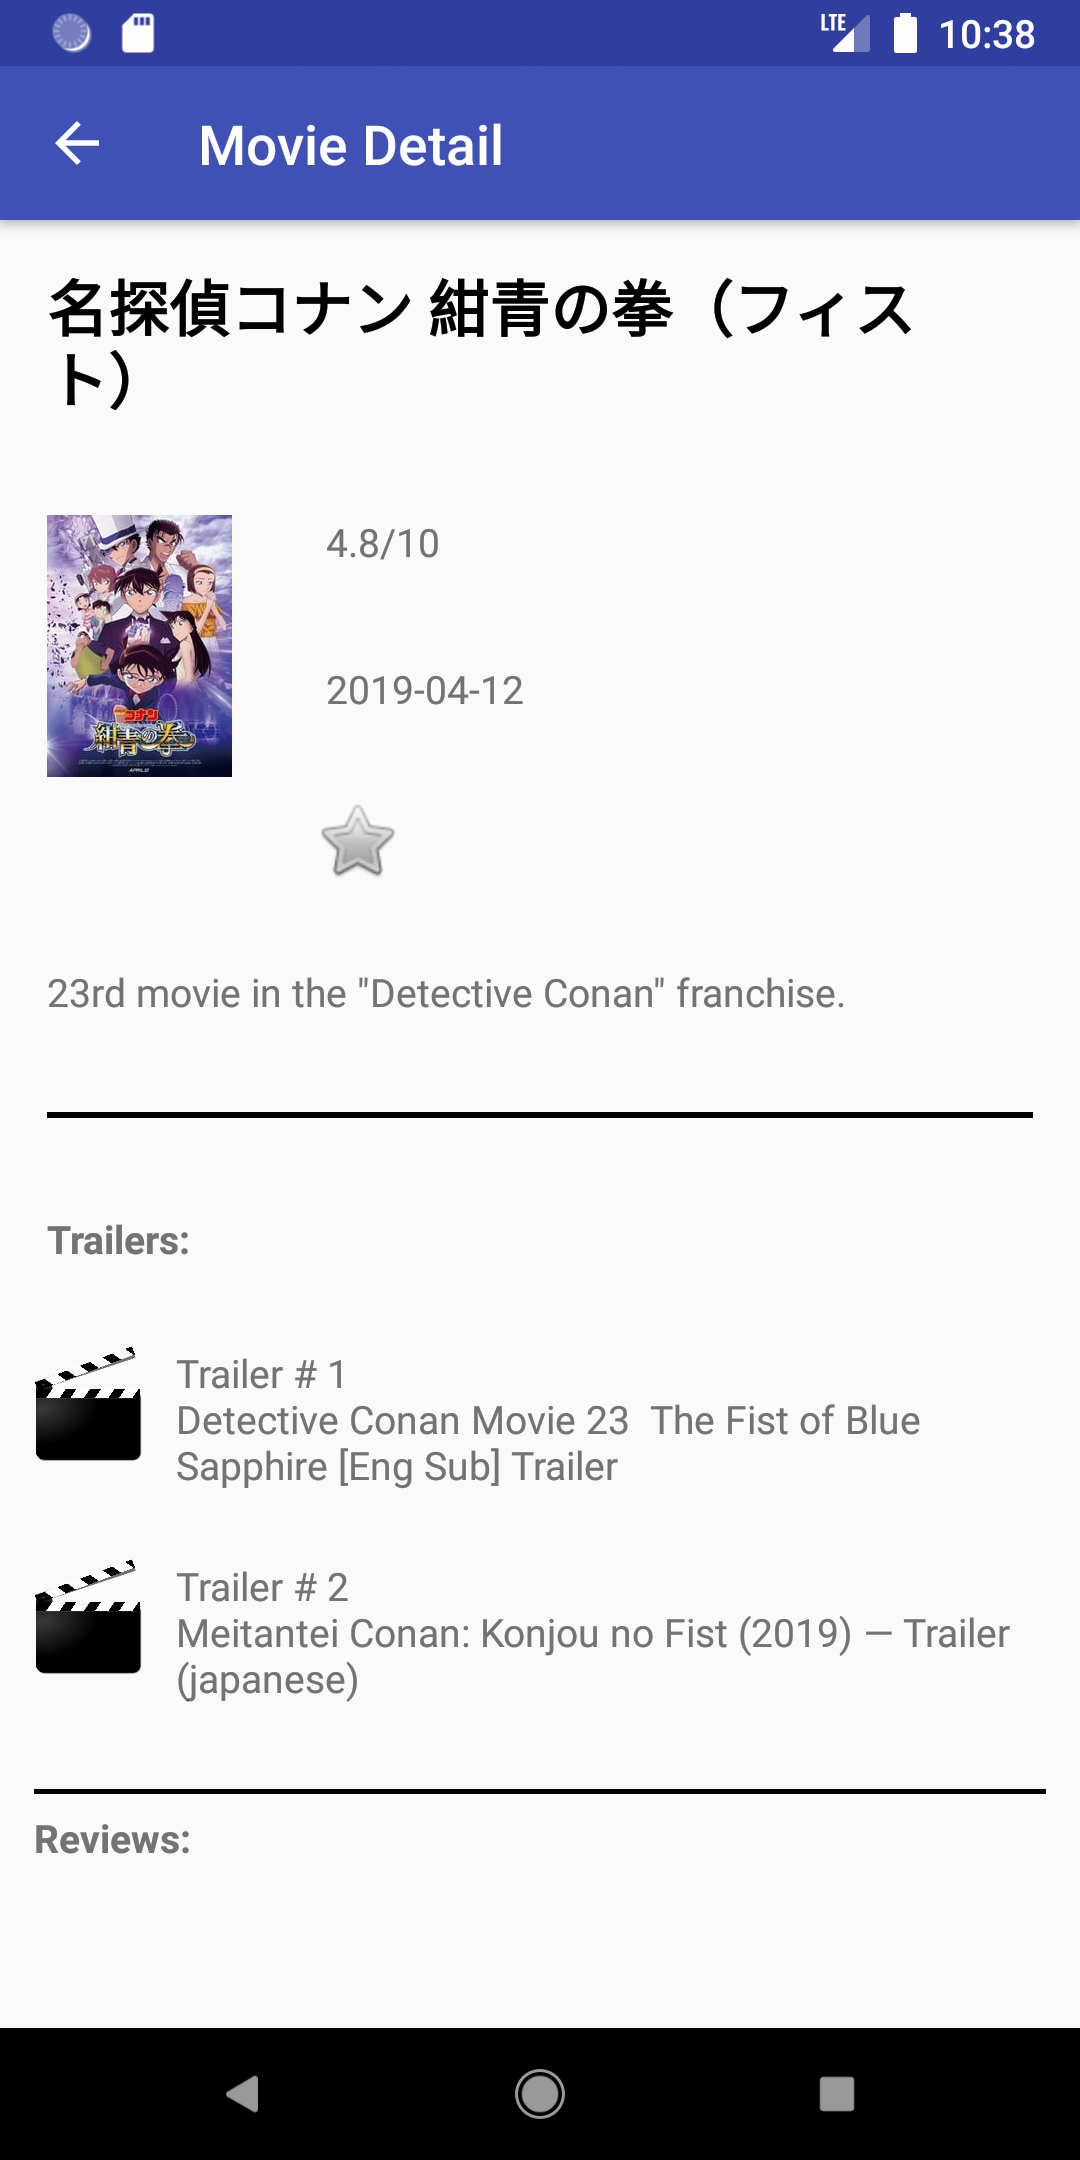 LTE 10:38
Movie Detail
名探偵コナン 紺青の拳（フィス
ト）
4.8/10
コナン
紺青の拳
APRIL 12
2019-04-12
23rd movie in the "Detective Conan" franchise.
Trailers:
Trailer # 1
Detective Conan Movie 23  The Fist of Blue
Sapphire [Eng Sub] Trailer
Trailer # 2
Meitantei Conan: Konjou no Fist (2019) — Trailer
(japanese)
Reviews: